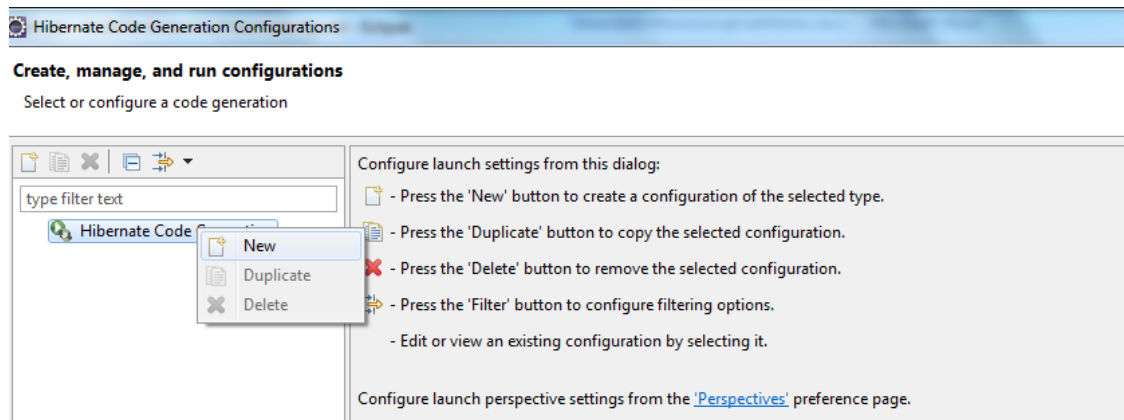 Hibernate Code Generation Configurations
Create, manage, and run configurations
Select or configure a code generation
type filter text
Hibernate Code
New
Duplicate
Delete
Configure launch settings from this dialog:
- Press the 'New' button to create a configuration of the selected type.
- Press the 'Duplicate' button to copy the selected configuration.
- Press the 'Delete' button to remove the selected configuration.
- Press the 'Filter' button to configure filtering options.
- Edit or view an existing configuration by selecting it.
Configure launch perspective settings from the 'Perspectives' preference page.